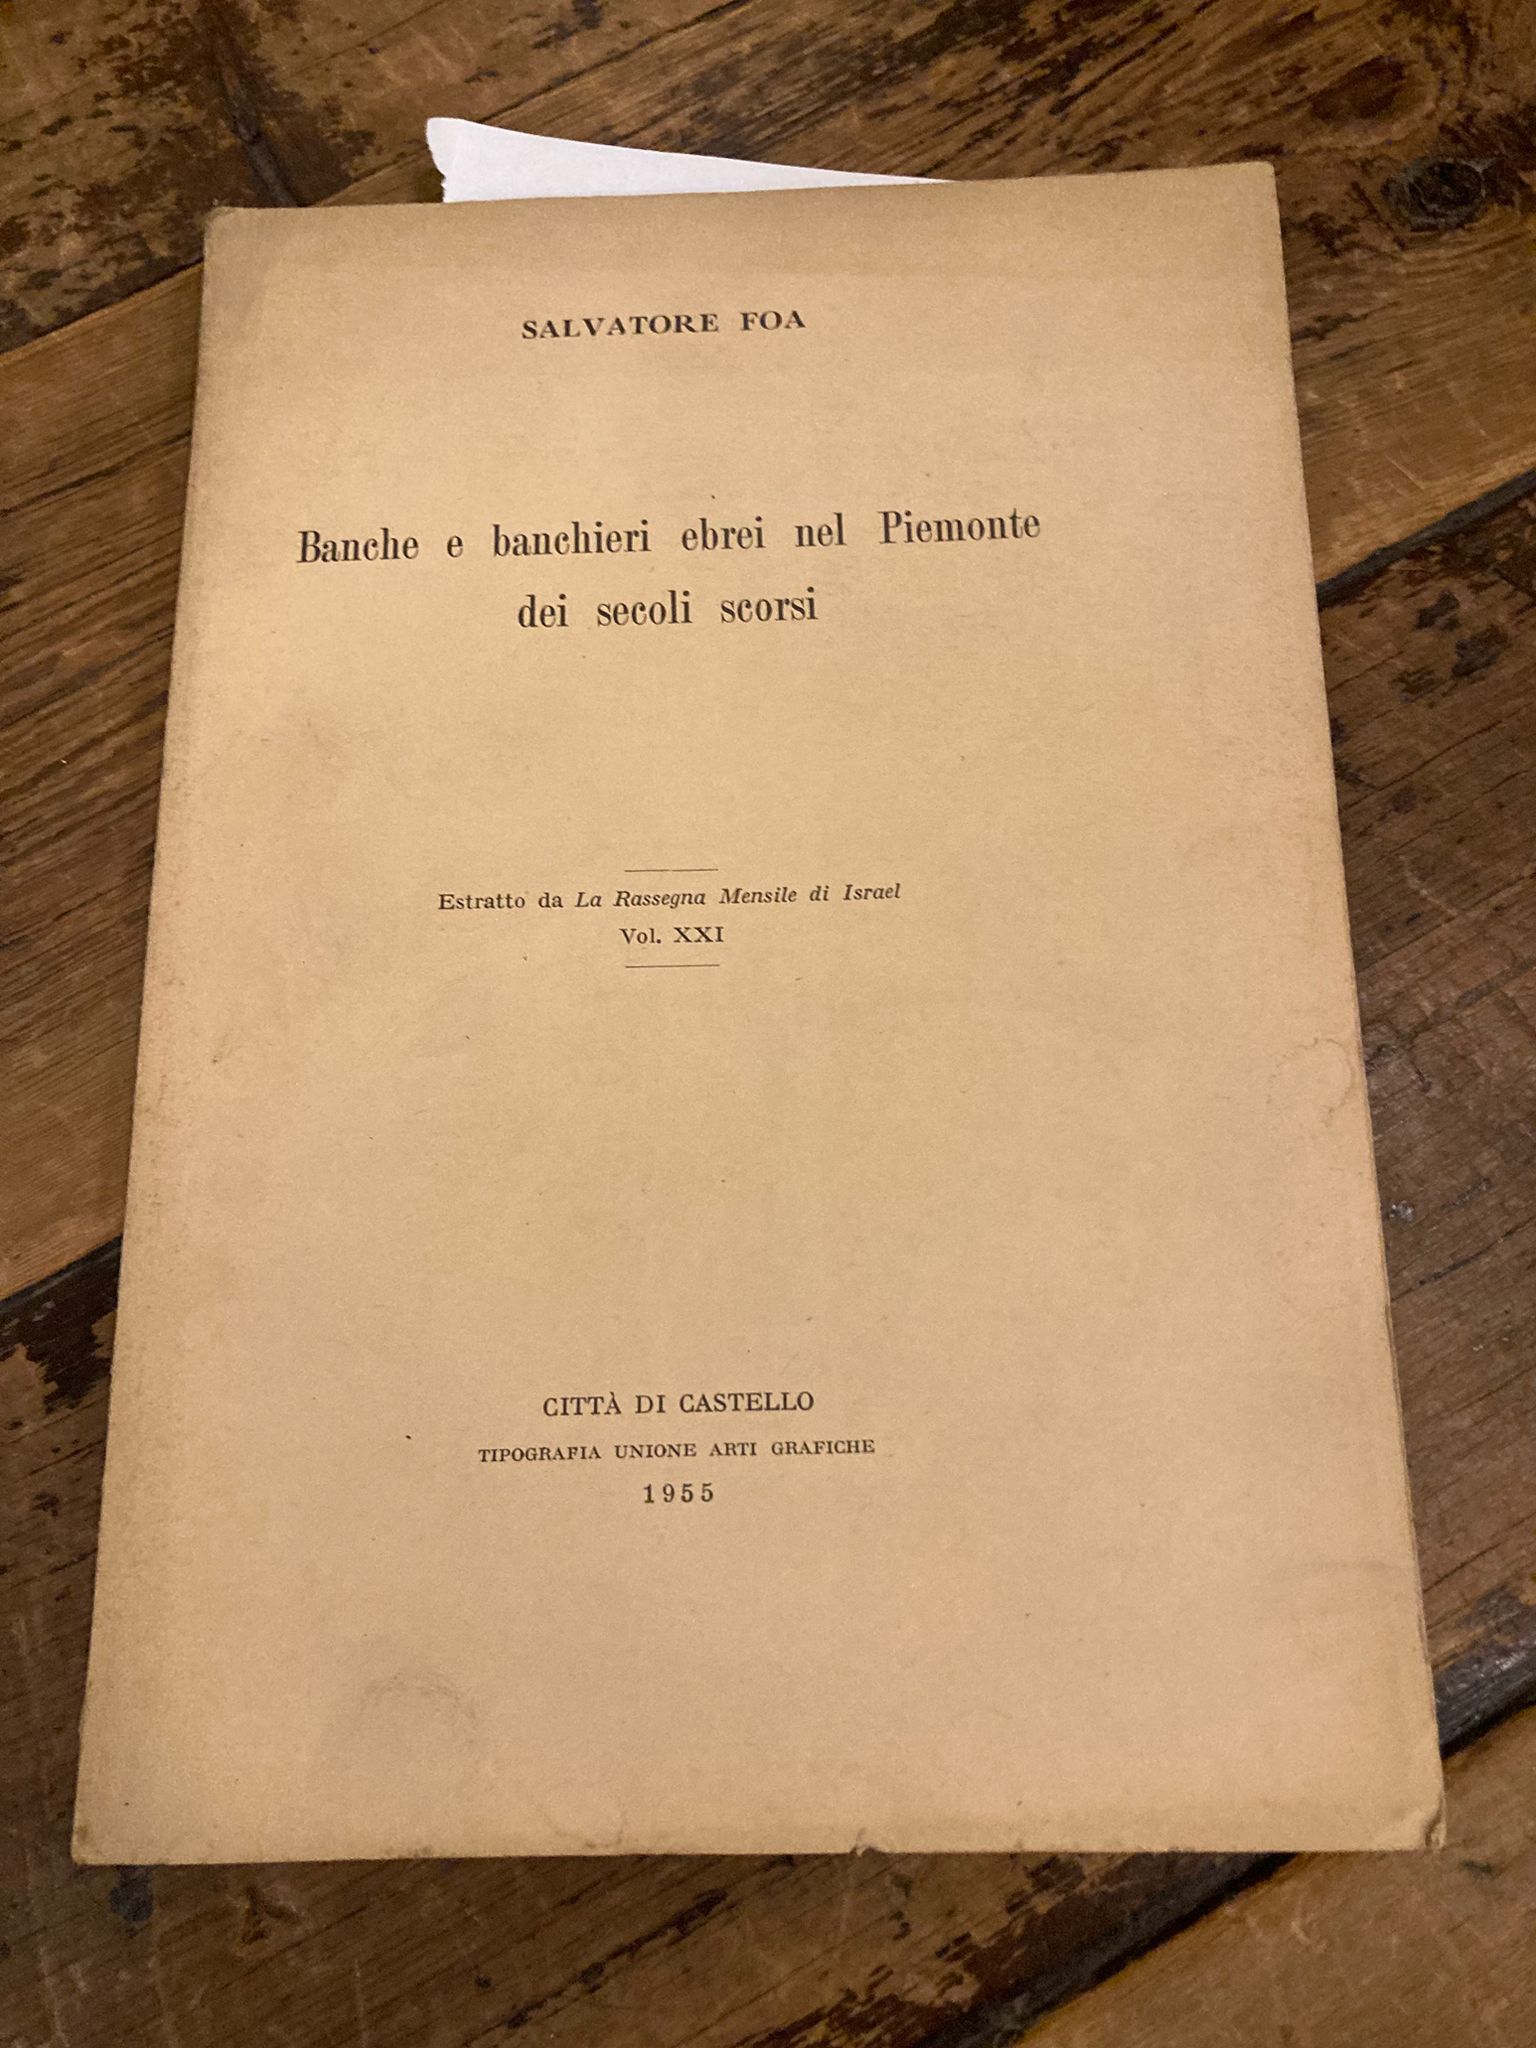 SALVATORE FOA
Banche e banchieri ebrei nel Piemonte
dei secoli scorsi
Estratto da La Rassegna Mensile di Israel
Vol. XXI
CITTÀ DI CASTELLO
TIPOGRAFIA UNIONE ARTI GRAFICHE
1955